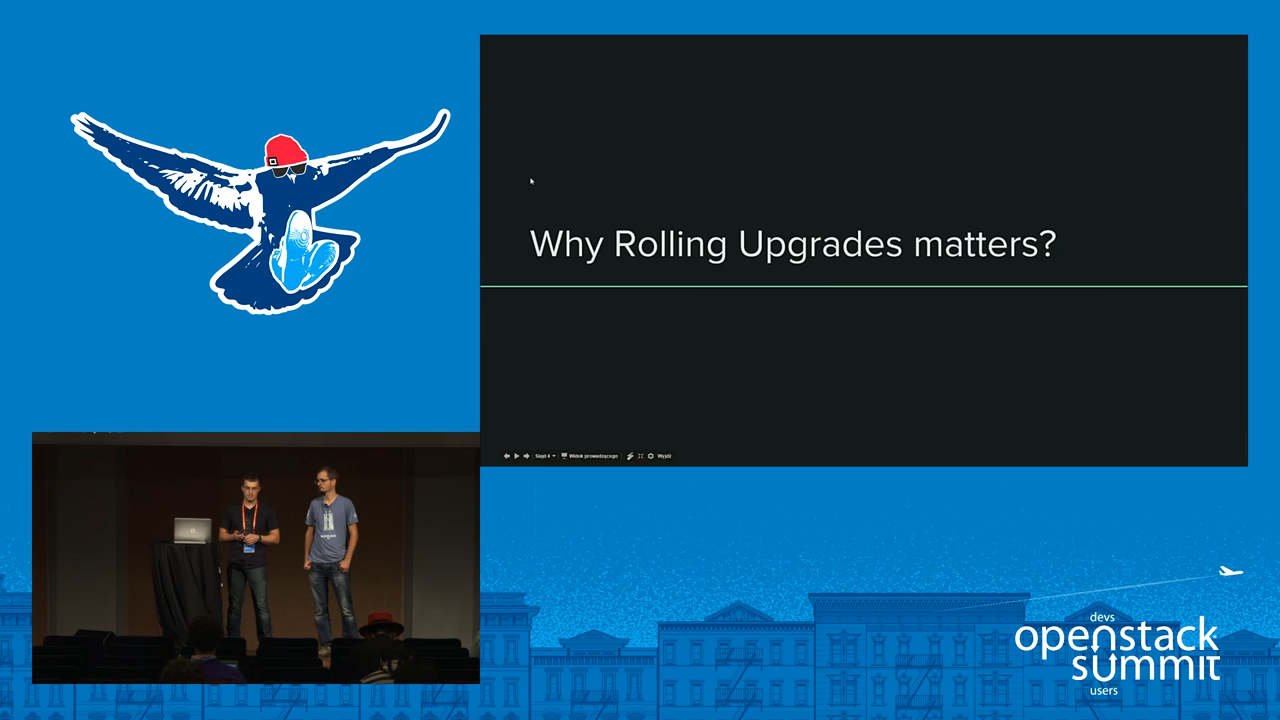 Why Rolling Upgrades matters?
Slajd 4
Widok prowadzącego
Wyjdź
devs
openstack
summit
users